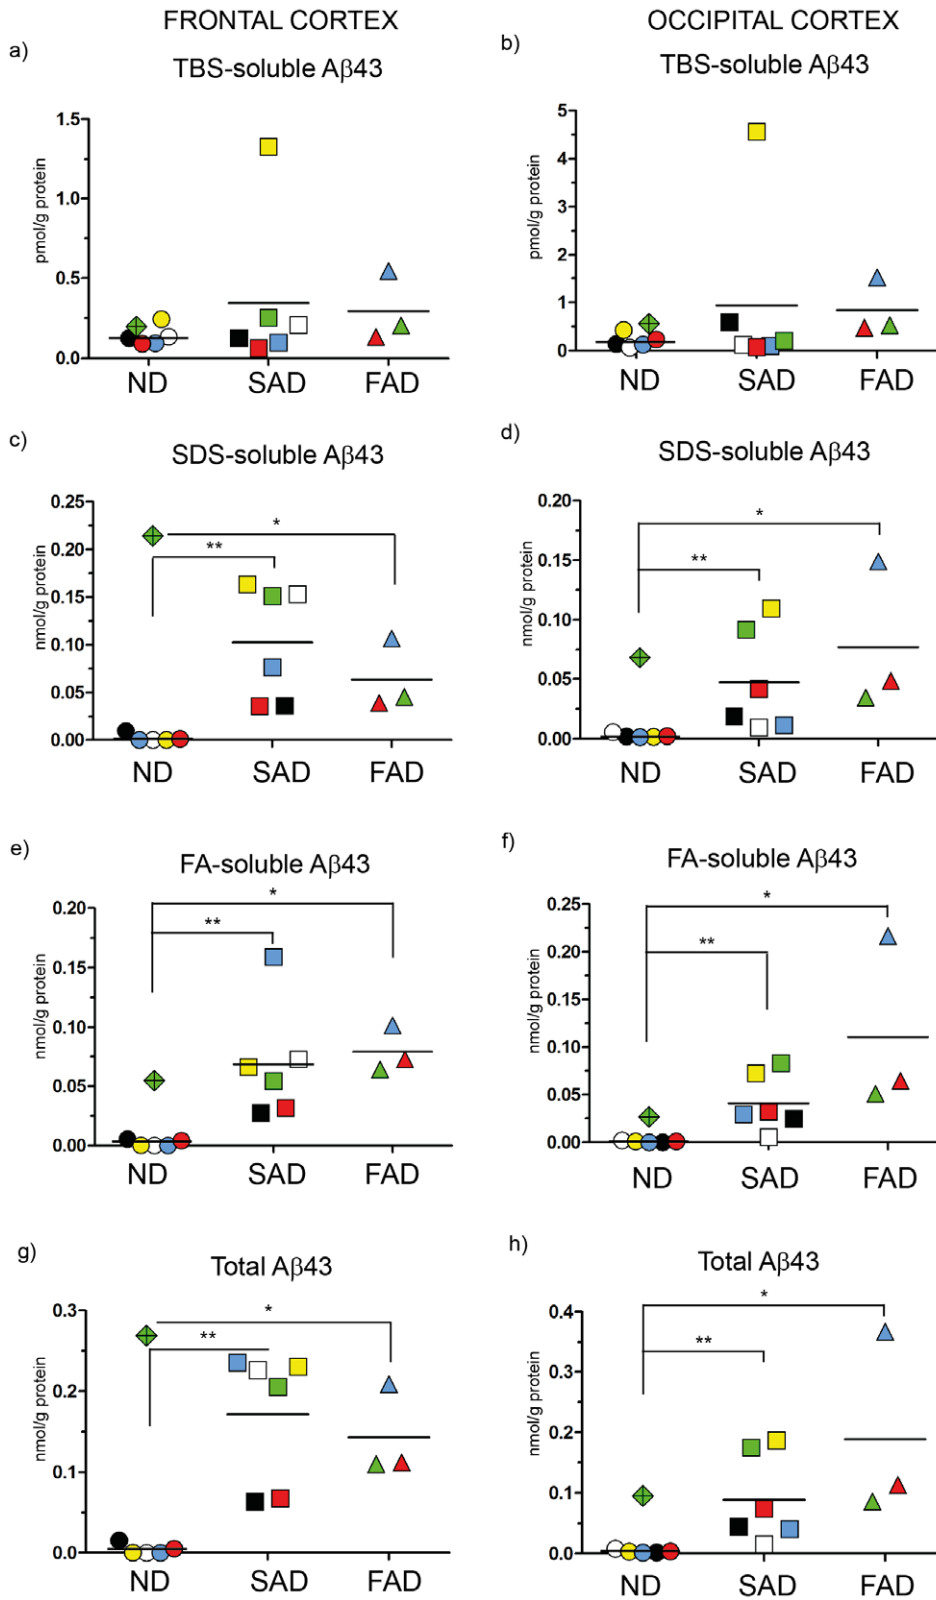 FRONTAL CORTEX
OCCIPITAL CORTEX
a)
TBS-soluble Aβ43
pmol/g protein
1.5
1.0
0.5
0.0
ND
SAD
FAD
b)
TBS-soluble Aβ43
pmol/g protein
5
4
3
2
1
0
ND
SAD
FAD
c)
SDS-soluble Aβ43
nmol/g protein
0.25
0.20
0.15
0.10
0.05
0.00
*
**
ND
SAD
FAD
d)
SDS-soluble Aβ43
nmol/g protein
0.20
0.15
0.10
0.05
0.00
*
**
ND
SAD
FAD
e)
FA-soluble Aβ43
nmol/g protein
0.20
0.15
0.10
0.05
0.00
*
**
ND
SAD
FAD
f)
FA-soluble Aβ43
nmol/g protein
0.25
0.20
0.15
0.10
0.05
0.00
*
**
ND
SAD
FAD
g)
Total Aβ43
nmol/g protein
0.3
0.2
0.1
0.0
*
**
ND
SAD
FAD
h)
Total Aβ43
nmol/g protein
0.4
0.3
0.2
0.1
0.0
*
**
ND
SAD
FAD